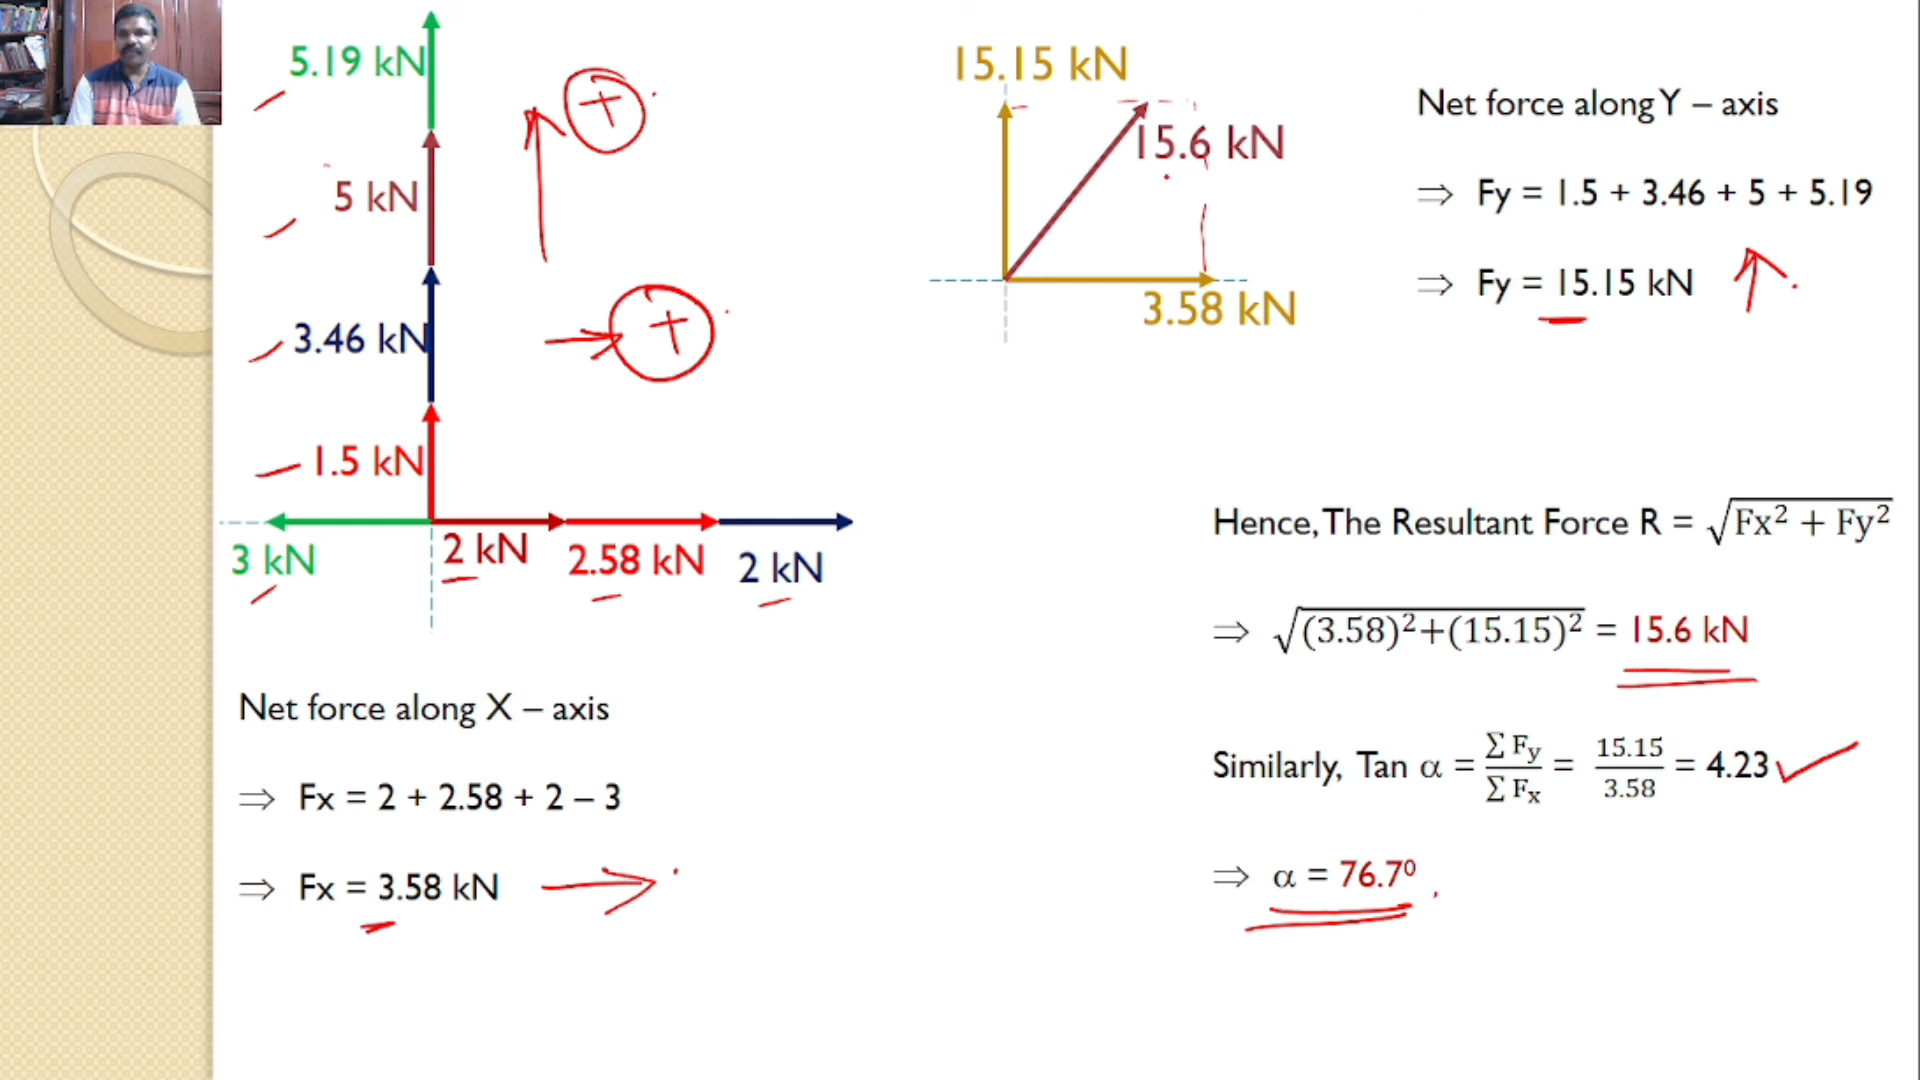 5.19 kN
5 kN
3.46 kN
1.5 kN
3 kN
2 kN
2.58 kN
2 kN
+
+
Net force along X – axis
⇒ Fx = 2 + 2.58 + 2 – 3
⇒ Fx = 3.58 kN
15.15 kN
15.6 kN
3.58 kN
Net force along Y – axis
⇒ Fy = 1.5 + 3.46 + 5 + 5.19
⇒ Fy = 15.15 kN
Hence, The Resultant Force R = √(Fx² + Fy²)
⇒ √((3.58)²+(15.15)²) = 15.6 kN
Similarly, Tan α = ∑ Fy / ∑ Fx = 15.15 / 3.58 = 4.23
⇒ α = 76.7⁰